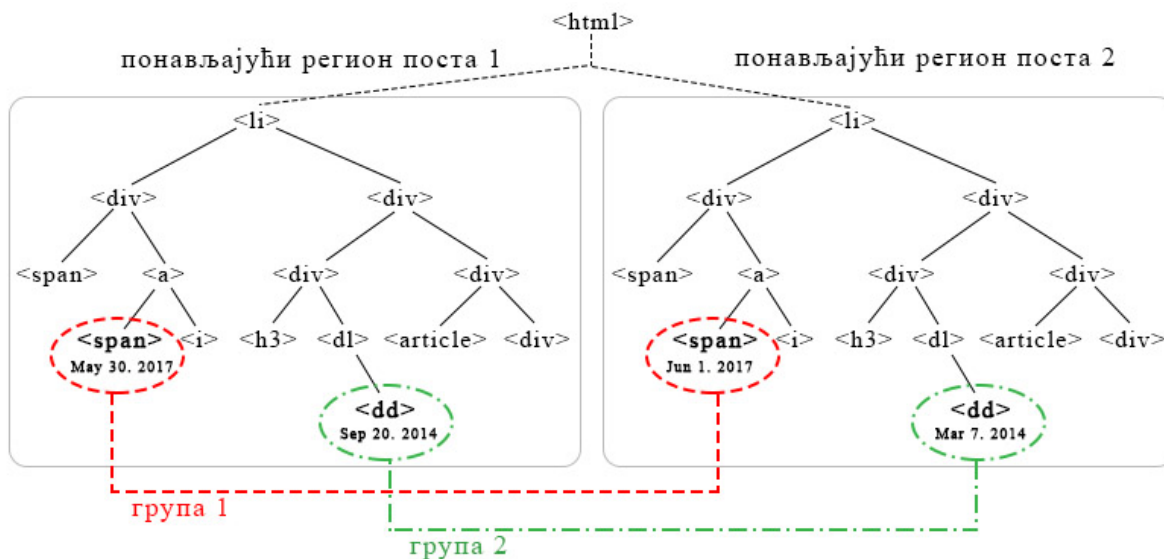 <html>
понављајући регион поста 1
понављајући регион поста 2
<li>
<li>
<div>
<div>
<div>
<div>
<span>
<a>
<div>
<div>
<span>
<a>
<div>
<div>
<span>
<i>
<h3>
<dl>
<article>
<div>
<span>
<i>
<h3>
<dl>
<article>
<div>
May 30. 2017
Jun 1. 2017
<dd>
<dd>
Sep 20. 2014
Mar 7. 2014
група 1
група 2